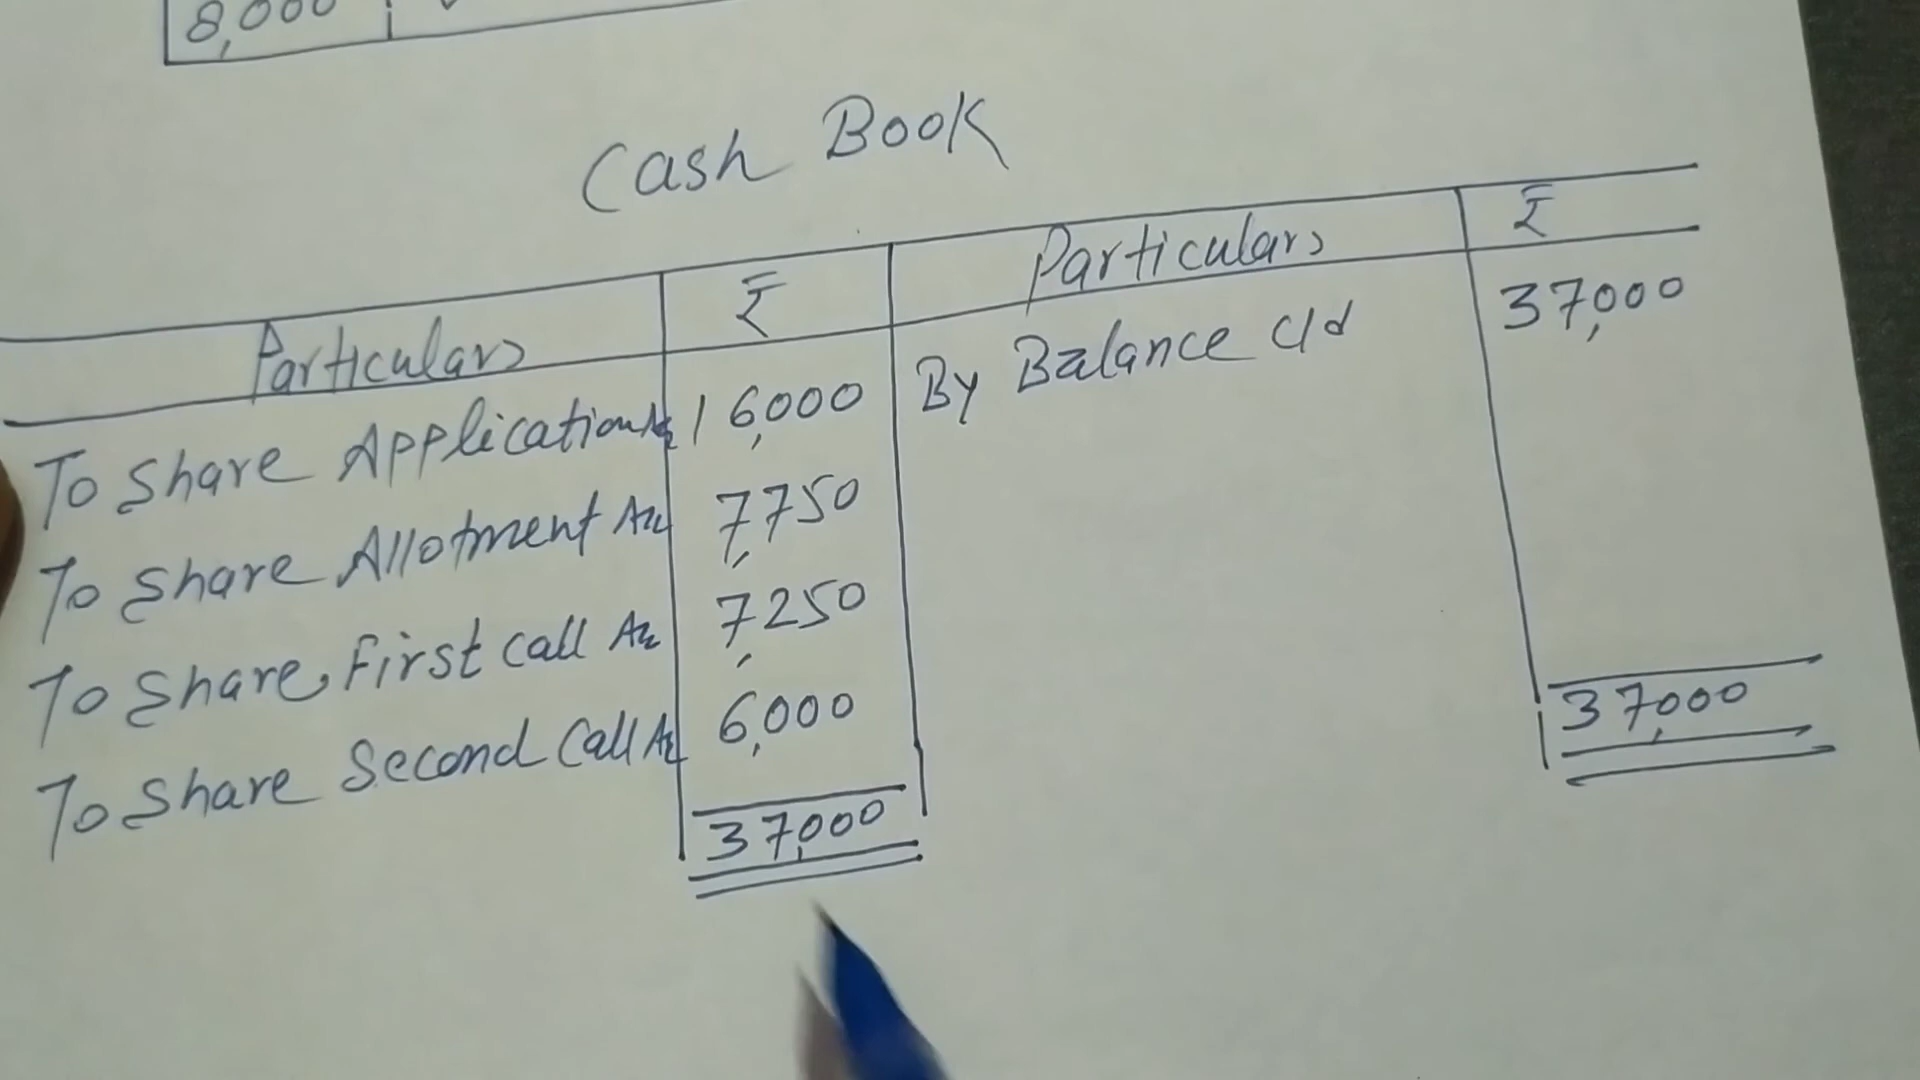 8,000
Cash Book
Particulars ₹ Particulars ₹
To Share Application A/c 16,000 By Balance c/d 37,000
To Share Allotment A/c 7,750
To Share First Call A/c 7,250
To Share Second Call A/c 6,000
37,000 37,000